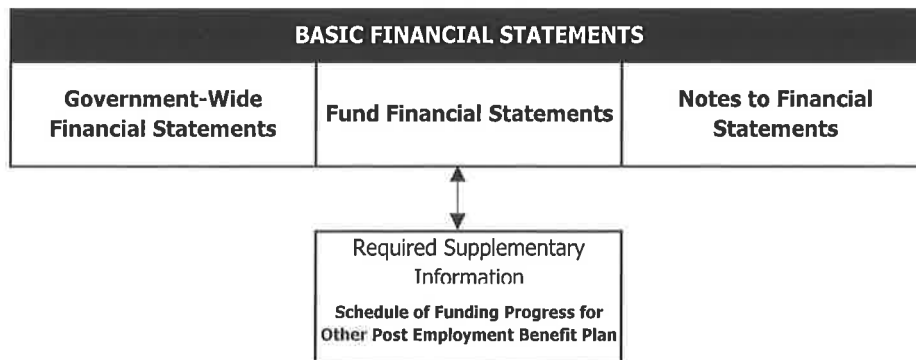 BASIC FINANCIAL STATEMENTS
Government-Wide
Financial Statements
Fund Financial Statements
Notes to Financial
Statements
Required Supplementary
Information
Schedule of Funding Progress for
Other Post Employment Benefit Plan